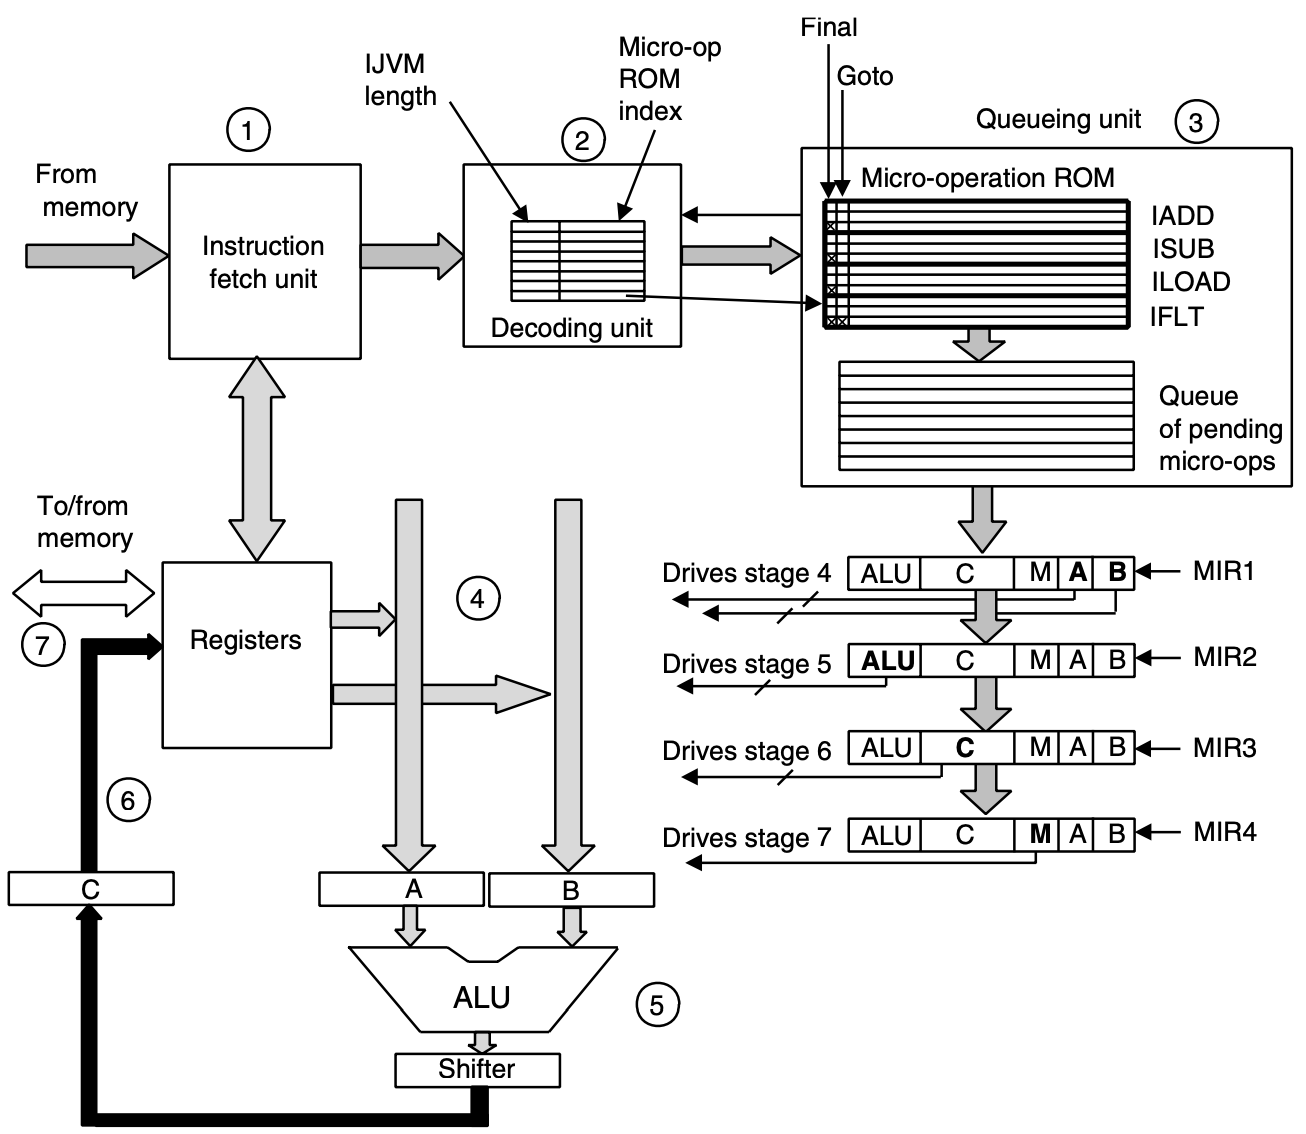 Final
Goto
IJVM
length
Micro-op
ROM
index
1
2
Queueing unit
3
From
memory
Instruction
fetch unit
Decoding unit
Micro-operation ROM
IADD
ISUB
ILOAD
IFLT
Queue
of pending
micro-ops
To/from
memory
7
Registers
4
6
C
A
B
ALU
5
Shifter
Drives stage 4
ALU C M A B
MIR1
Drives stage 5
ALU C M A B
MIR2
Drives stage 6
ALU C M A B
MIR3
Drives stage 7
ALU C M A B
MIR4